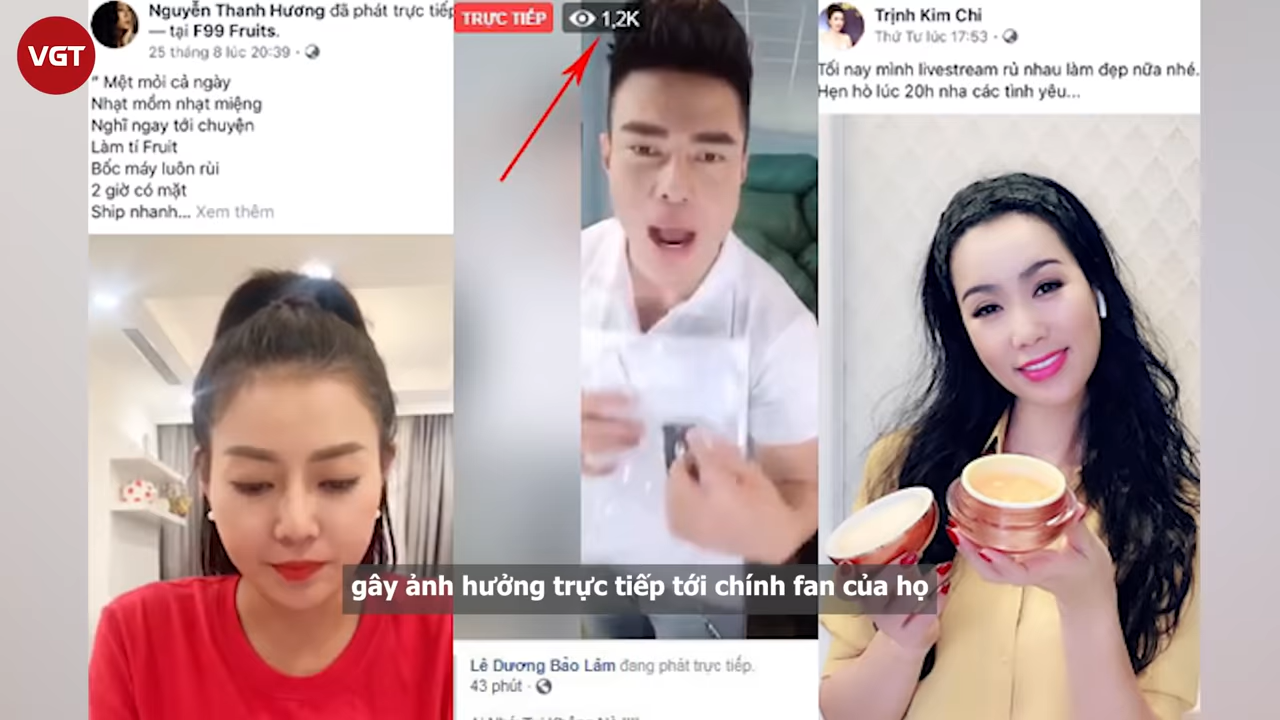 VGT
Nguyễn Thanh Hương đã phát trực tiếp
— tại F99 Fruits.
25 tháng 8 lúc 20:39 ·
" Mệt mỏi cả ngày
Nhạt mồm nhạt miệng
Nghĩ ngay tới chuyện
Làm tí Fruit
Bốc máy luôn rùi
2 giờ có mặt
Ship nhanh... Xem thêm
TRỰC TIẾP 1,2K
Lê Dương Bảo Lâm đang phát trực tiếp.
43 phút ·
Trịnh Kim Chi
Thứ Tư lúc 17:53 ·
Tối nay mình livestream rủ nhau làm đẹp nữa nhé.
Hẹn hò lúc 20h nha các tình yêu...
gây ảnh hưởng trực tiếp tới chính fan của họ